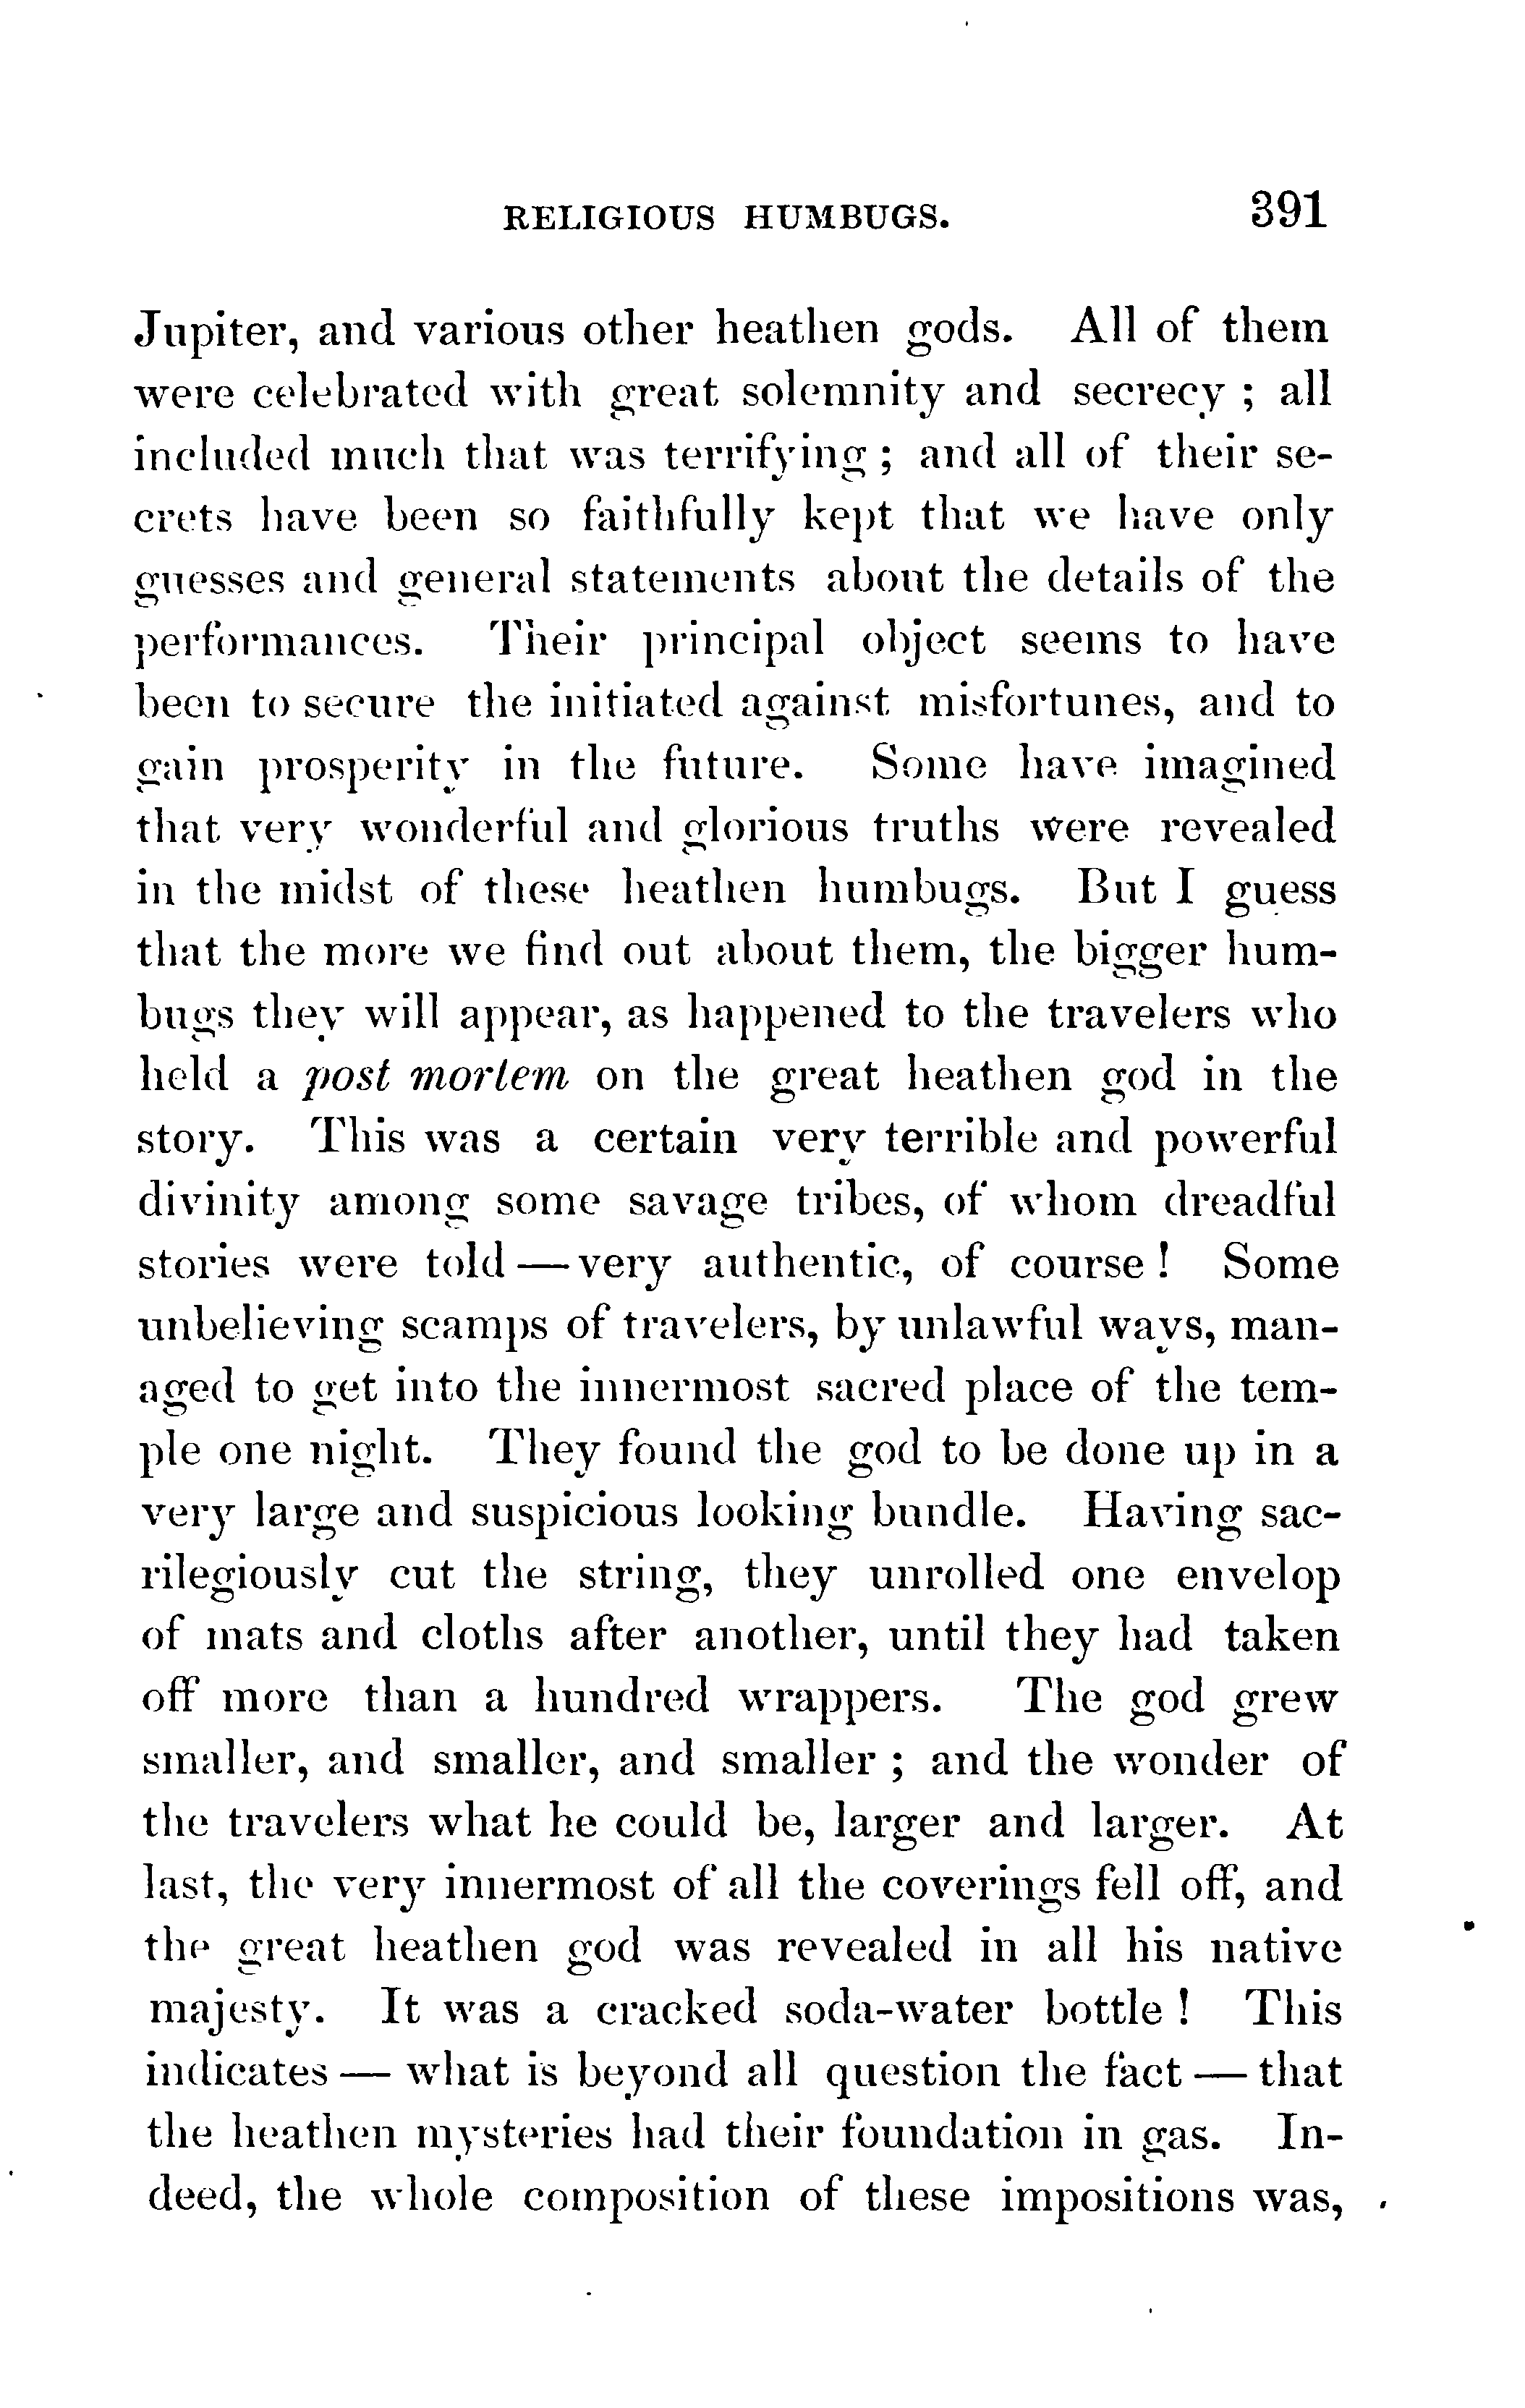 RELIGIOUS HUMBUGS. 391
Jupiter, and various other heathen gods. All of them
were celebrated with great solemnity and secrecy ; all
included much that was terrifying ; and all of their se-
crets have been so faithfully kept that we have only
guesses and general statements about the details of the
performances. Their principal object seems to have
been to secure the initiated against misfortunes, and to
gain prosperity in the future. Some have imagined
that very wonderful and glorious truths were revealed
in the midst of these heathen humbugs. But I guess
that the more we find out about them, the bigger hum-
bugs they will appear, as happened to the travelers who
held a post mortem on the great heathen god in the
story. This was a certain very terrible and powerful
divinity among some savage tribes, of whom dreadful
stories were told — very authentic, of course ! Some
unbelieving scamps of travelers, by unlawful ways, man-
aged to get into the innermost sacred place of the tem-
ple one night. They found the god to be done up in a
very large and suspicious looking bundle. Having sac-
rilegiously cut the string, they unrolled one envelop
of mats and cloths after another, until they had taken
off more than a hundred wrappers. The god grew
smaller, and smaller, and smaller ; and the wonder of
the travelers what he could be, larger and larger. At
last, the very innermost of all the coverings fell off, and
the great heathen god was revealed in all his native
majesty. It was a cracked soda-water bottle ! This
indicates — what is beyond all question the fact — that
the heathen mysteries had their foundation in gas. In-
deed, the whole composition of these impositions was,